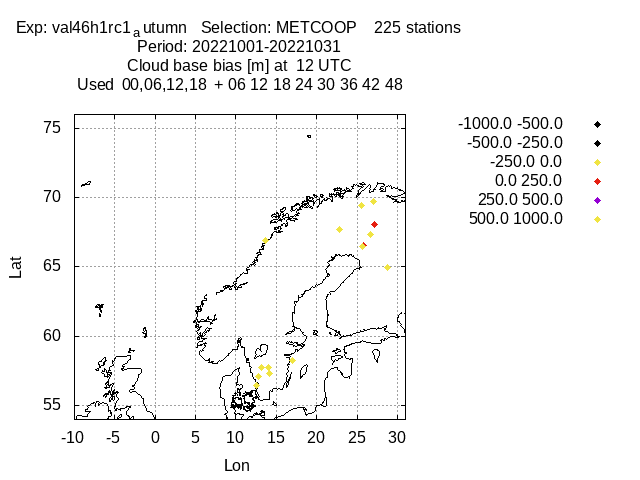 Exp: val46h1rc1_autumn   Selection: METCOOP    225 stations
Period: 20221001-20221031
Cloud base bias [m] at  12 UTC
Used  00,06,12,18  + 06 12 18 24 30 36 42 48
-1000.0 -500.0
-500.0 -250.0
-250.0 0.0
0.0 250.0
250.0 500.0
500.0 1000.0
75
70
65
60
55
Lat
-10 -5 0 5 10 15 20 25 30
Lon